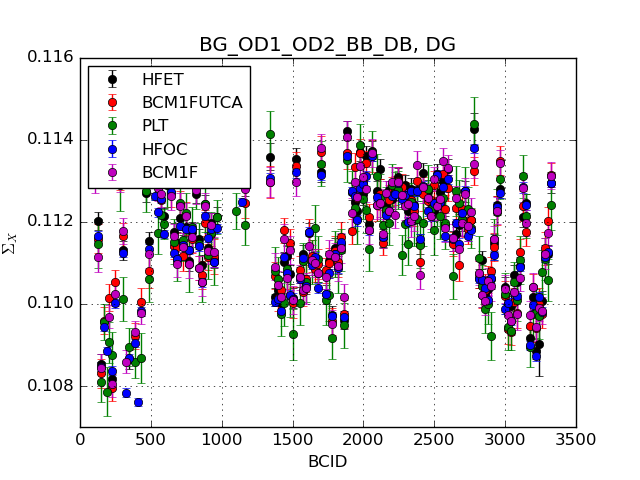 BG_OD1_OD2_BB_DB, DG
0.116
0.114
0.112
0.110
0.108
Σ_X
HFET
BCM1FUTCA
PLT
HFOC
BCM1F
0 500 1000 1500 2000 2500 3000 3500
BCID